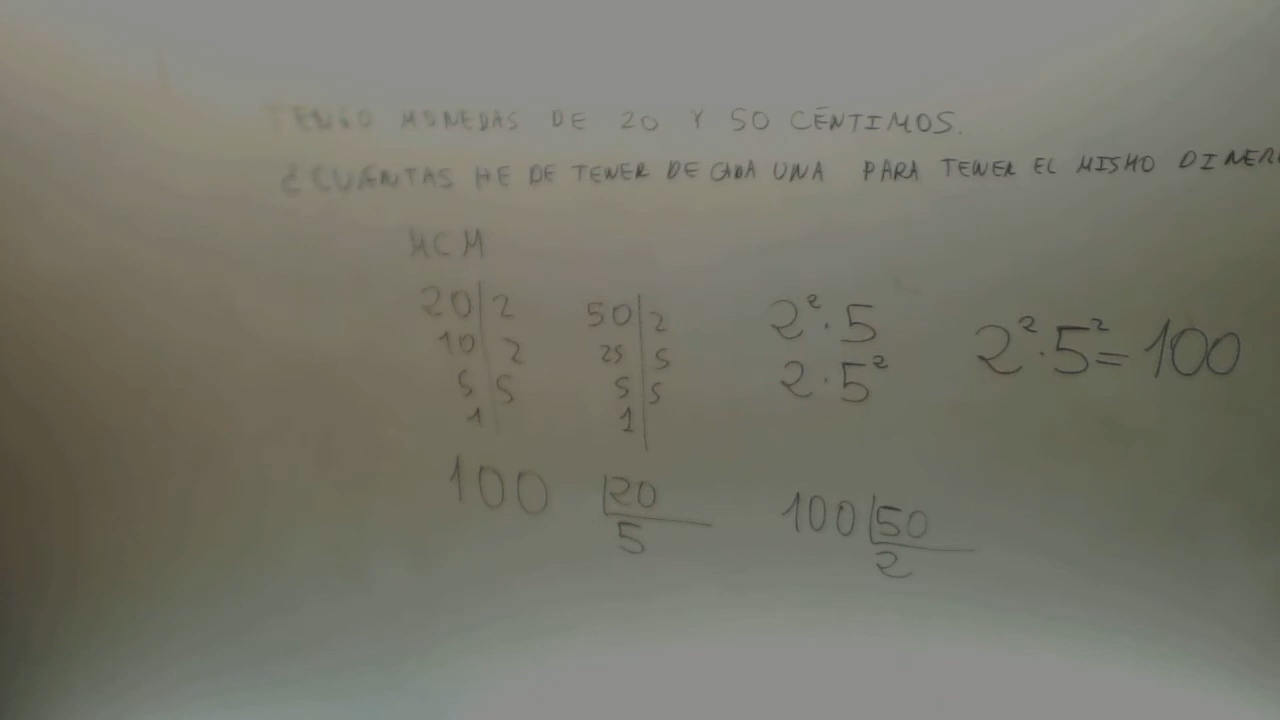 TENGO MONEDAS DE 20 Y 50 CÉNTIMOS.
¿CUÁNTAS HE DE TENER DE CADA UNA PARA TENER EL MISMO DINERO
MCM
20|2 50|2 2²·5 2²·5²=100
10|2 25|5 2·5²
5|5 5|5
1| 1|
100 |20 100 |50
5 2